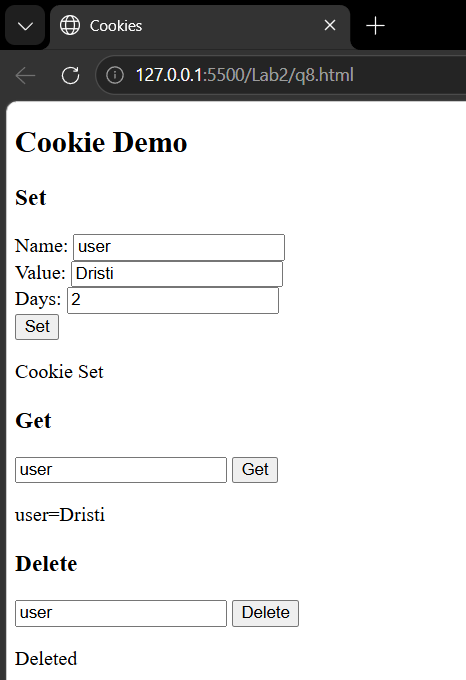 Cookies
127.0.0.1:5500/Lab2/q8.html
Cookie Demo
Set
Name: user
Value: Dristi
Days: 2
Set
Cookie Set
Get
user Get
user=Dristi
Delete
user Delete
Deleted